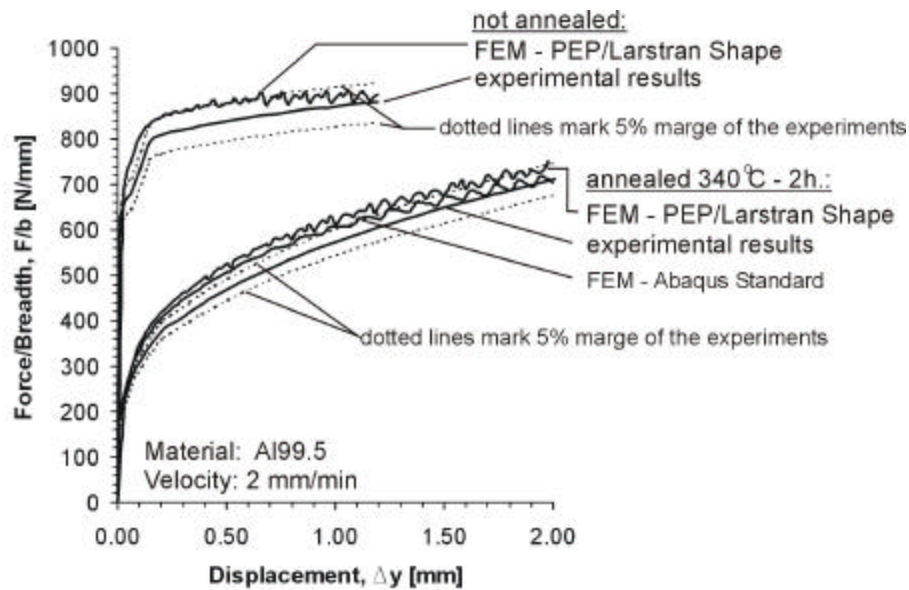 not annealed:
FEM - PEP/Larstran Shape
experimental results
dotted lines mark 5% marge of the experiments
annealed 340°C - 2h.:
FEM - PEP/Larstran Shape
experimental results
FEM - Abaqus Standard
dotted lines mark 5% marge of the experiments
Material: Al99.5
Velocity: 2 mm/min
Force/Breadth, F/b [N/mm]
1000
900
800
700
600
500
400
300
200
100
0
0.00 0.50 1.00 1.50 2.00
Displacement, Δy [mm]